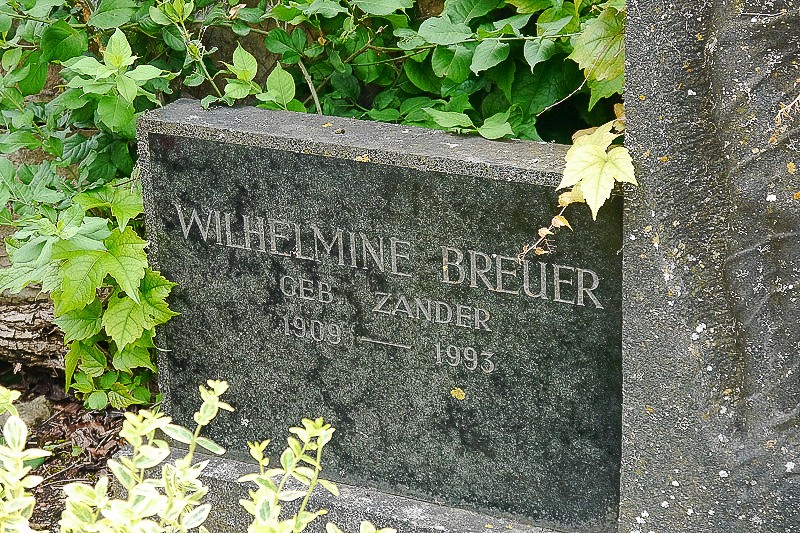 WILHELMINE BREUER
GEB ZANDER
1909 — 1993